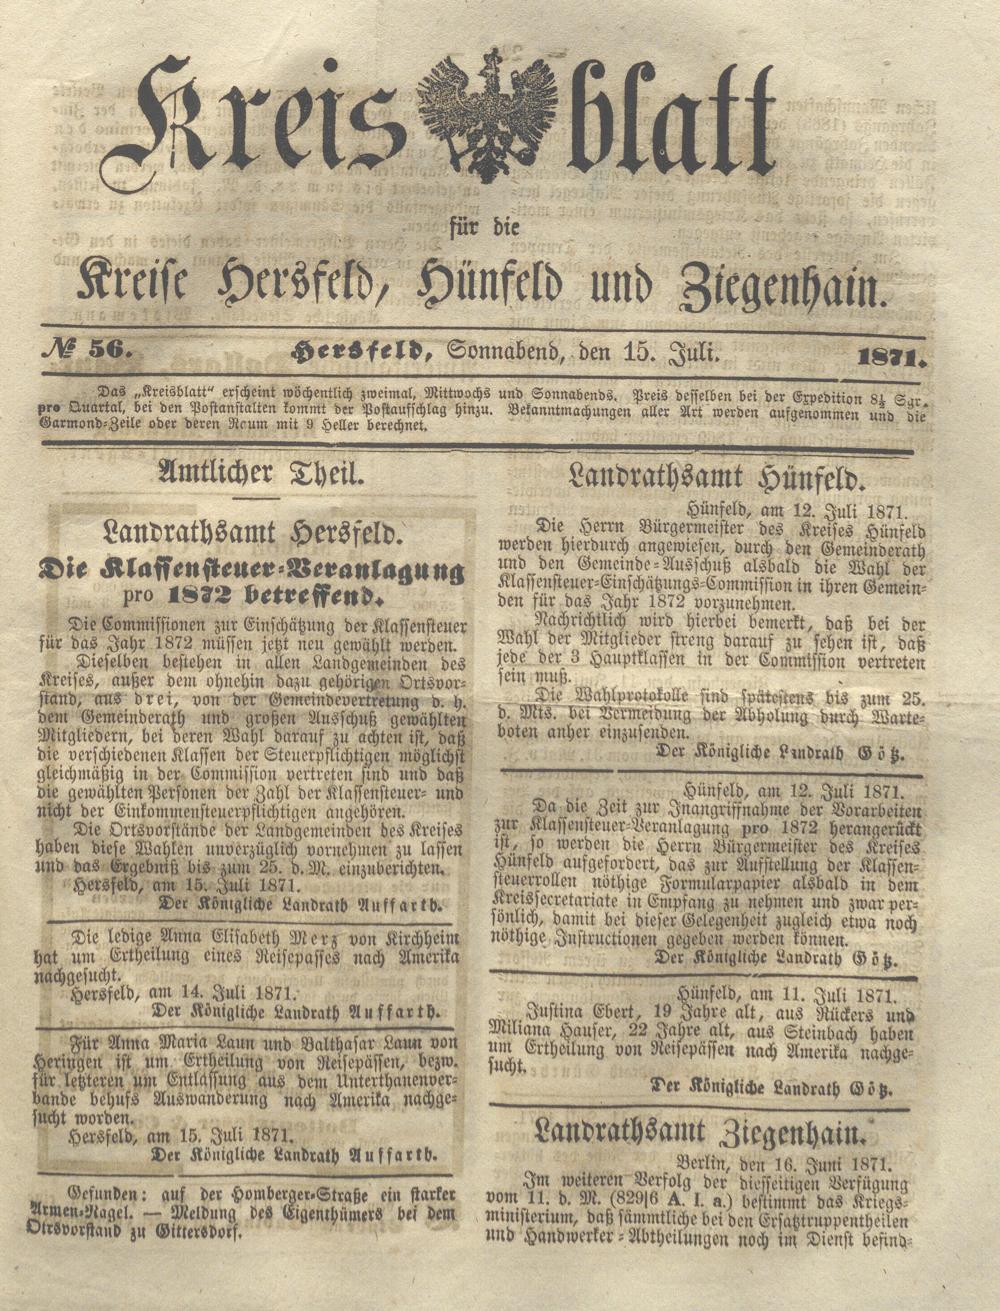 Kreisblatt
für die
Kreise Hersfeld, Hünfeld und Ziegenhain.
№ 56. Hersfeld, Sonnabend, den 15. Juli. 1871.
Das „Kreisblatt“ erscheint wöchentlich zweimal, Mittwochs und Sonnabends. Preis desselben bei der Expedition 8¼ Sgr.
pro Quartal, bei den Postanstalten kommt der Postaufschlag hinzu. Bekanntmachungen aller Art werden aufgenommen und die
Garmond-Zeile oder deren Raum mit 9 Heller berechnet.
Amtlicher Theil.
Landrathsamt Hersfeld.
Die Klassensteuer-Veranlagung
pro 1872 betreffend.
Die Commissionen zur Einschätzung der Klassensteuer
für das Jahr 1872 müssen jetzt neu gewählt werden.
Dieselben bestehen in allen Landgemeinden des
Kreises, außer dem ohnehin dazu gehörigen Ortsvor-
stand, aus drei, von der Gemeindevertretung d. h.
dem Gemeinderath und großen Ausschuß gewählten
Mitgliedern, bei deren Wahl darauf zu achten ist, daß
die verschiedenen Klassen der Steuerpflichtigen möglichst
gleichmäßig in der Commission vertreten sind und daß
die gewählten Personen der Zahl der Klassensteuer- und
nicht der Einkommensteuerpflichtigen angehören.
Die Ortsvorstände der Landgemeinden des Kreises
haben diese Wahlen unverzüglich vornehmen zu lassen
und das Ergebniß bis zum 25. d. M. einzuberichten.
Hersfeld, am 15. Juli 1871.
Der Königliche Landrath Auffarth.
Die ledige Anna Elisabeth Merz von Kirchheim
hat um Ertheilung eines Reisepasses nach Amerika
nachgesucht.
Hersfeld, am 14. Juli 1871.
Der Königliche Landrath Auffarth.
Für Anna Maria Laun und Balthasar Laun von
Heringen ist um Ertheilung von Reisepässen, bezw.
für letzteren um Entlassung aus dem Unterthanenver-
bande behufs Auswanderung nach Amerika nachge-
sucht worden.
Hersfeld, am 15. Juli 1871.
Der Königliche Landrath Auffarth.
Gefunden: auf der Homberger-Straße ein starker
Armen-Nagel. — Meldung des Eigenthümers bei dem
Ortsvorstand zu Gittersdorf.
Landrathsamt Hünfeld.
Hünfeld, am 12. Juli 1871.
Die Herrn Bürgermeister des Kreises Hünfeld
werden hierdurch angewiesen, durch den Gemeinderath
und den Gemeinde-Ausschuß alsbald die Wahl der
Klassensteuer-Einschätzungs-Commission in ihren Gemein-
den für das Jahr 1872 vorzunehmen.
Nachrichtlich wird hierbei bemerkt, daß bei der
Wahl der Mitglieder streng darauf zu sehen ist, daß
jede der 3 Hauptklassen in der Commission vertreten
sein muß.
Die Wahlprotokolle sind spätestens bis zum 25.
d. Mts. bei Vermeidung der Abholung durch Warte-
boten anher einzusenden.
Der Königliche Landrath Götz.
Hünfeld, am 12. Juli 1871.
Da die Zeit zur Inangriffnahme der Vorarbeiten
zur Klassensteuer-Veranlagung pro 1872 herangerückt
ist, so werden die Herrn Bürgermeister des Kreises
Hünfeld aufgefordert, das zur Aufstellung der Klassen-
steuerrollen nöthige Formularpapier alsbald in dem
Kreissecretariate in Empfang zu nehmen und zwar per-
sönlich, damit bei dieser Gelegenheit zugleich etwa noch
nöthige Instructionen gegeben werden können.
Der Königliche Landrath Götz.
Hünfeld, am 11. Juli 1871.
Justina Ebert, 19 Jahre alt, aus Rückers und
Miliana Hauser, 22 Jahre alt, aus Steinbach haben
um Ertheilung von Reisepässen nach Amerika nachge-
sucht.
Der Königliche Landrath Götz.
Landrathsamt Ziegenhain.
Berlin, den 16. Juni 1871.
Im weiteren Verfolg der diesseitigen Verfügung
vom 11. d. M. (829|6 A. I. a.) bestimmt das Kriegs-
ministerium, daß sämmtliche bei den Ersatztruppentheilen
und Handwerker-Abtheilungen noch im Dienst befind-